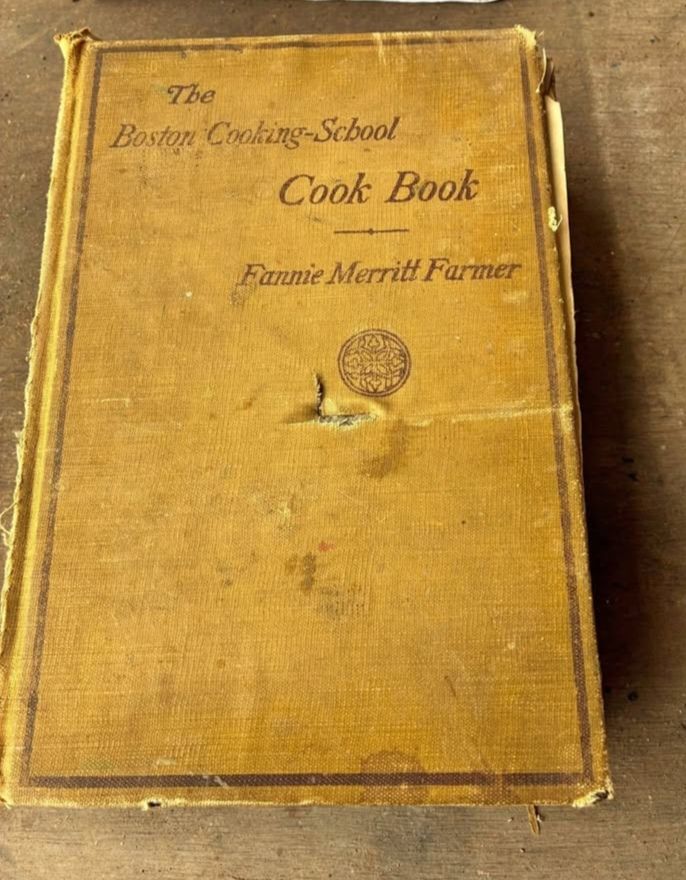 The
Boston Cooking-School
Cook Book
Fannie Merritt Farmer